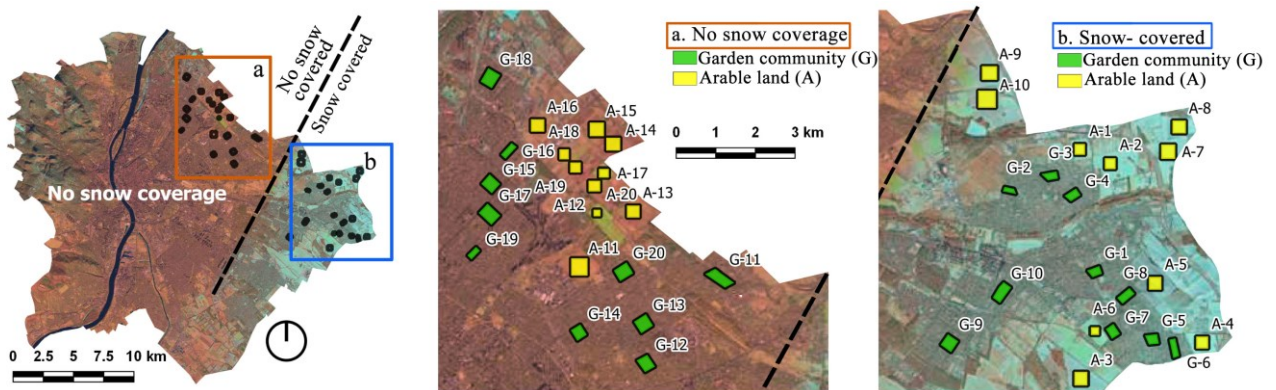 a
No snow
covered
Snow covered
b
No snow coverage
0 2.5 5 7.5 10 km
a. No snow coverage
Garden community (G)
Arable land (A)
0 1 2 3 km
G-18
A-16
A-15
A-18
A-14
G-16
G-15
A-17
G-17
A-19
A-20
A-13
A-12
G-19
A-11
G-20
G-11
G-13
G-14
G-12
b. Snow- covered
Garden community (G)
Arable land (A)
A-9
A-10
A-8
A-1
G-3
A-2
A-7
G-2
G-4
G-1
A-5
G-8
G-10
A-6
G-7
G-5
A-4
G-9
G-6
A-3